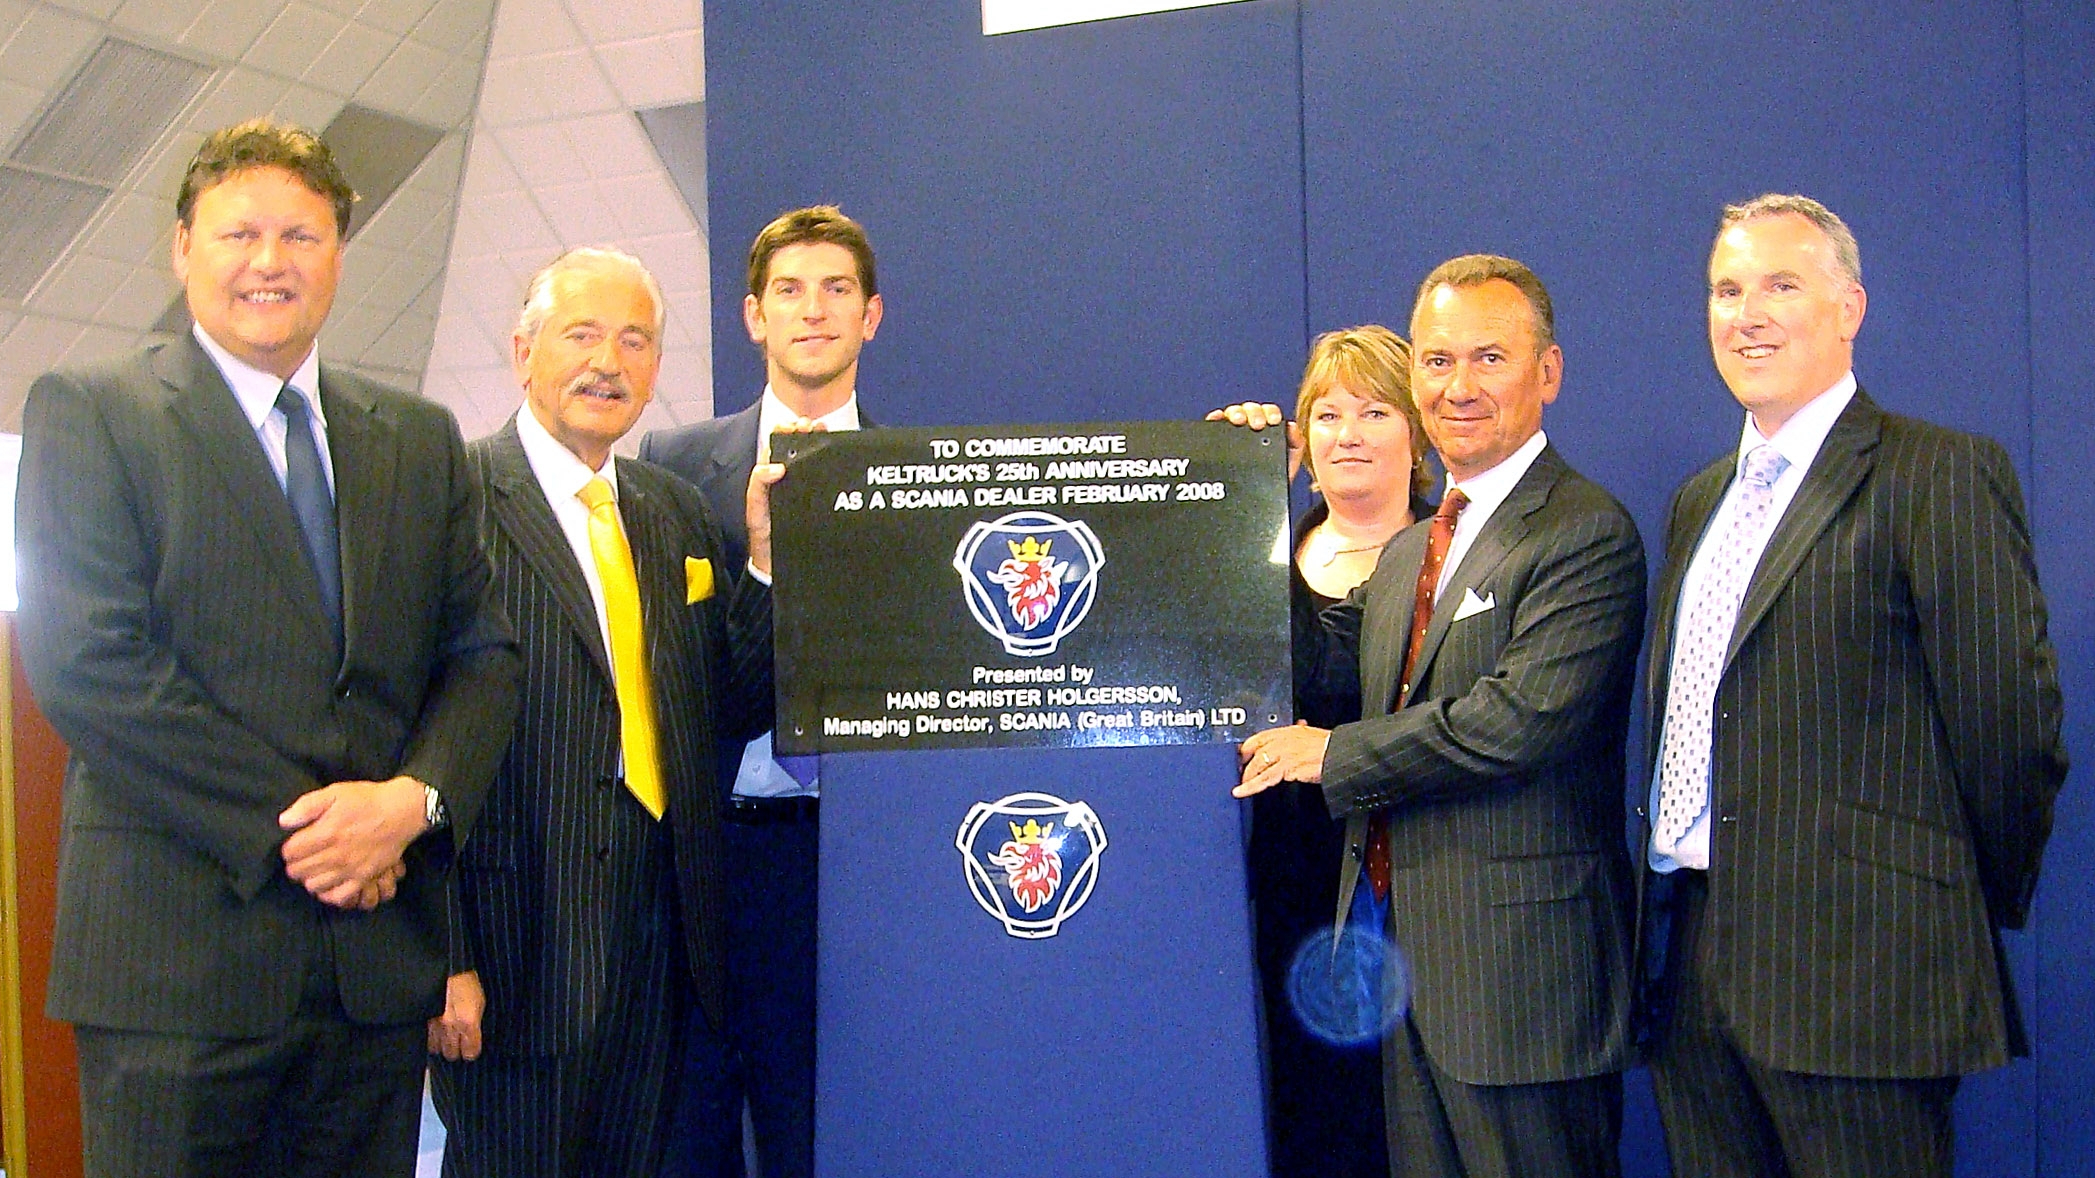 TO COMMEMORATE
KELTRUCK'S 25th ANNIVERSARY
AS A SCANIA DEALER FEBRUARY 2008
Presented by
HANS CHRISTER HOLGERSSON,
Managing Director, SCANIA (Great Britain) LTD